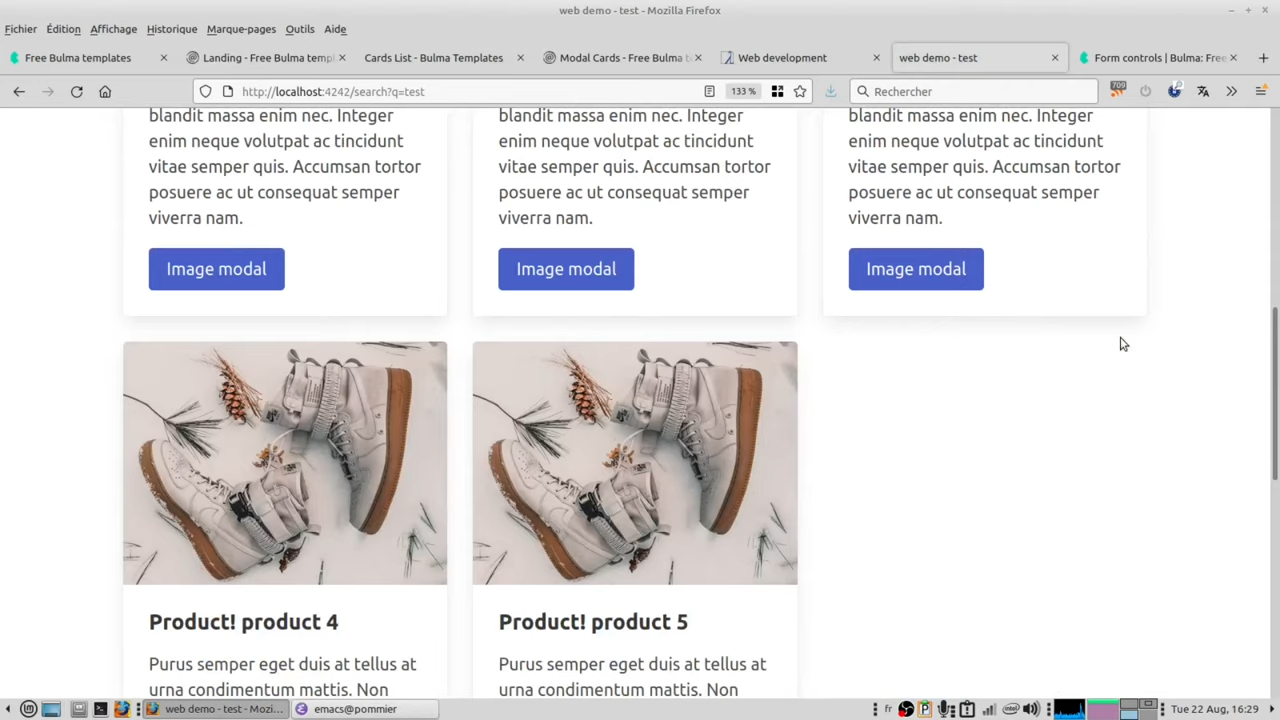 web demo - test - Mozilla Firefox
Fichier Édition Affichage Historique Marque-pages Outils Aide
Free Bulma templates
Landing - Free Bulma templ
Cards List - Bulma Templates
Modal Cards - Free Bulma t
Web development
web demo - test
Form controls | Bulma: Fre
http://localhost:4242/search?q=test
133 %
Rechercher
709
blandit massa enim nec. Integer
enim neque volutpat ac tincidunt
vitae semper quis. Accumsan tortor
posuere ac ut consequat semper
viverra nam.
Image modal
blandit massa enim nec. Integer
enim neque volutpat ac tincidunt
vitae semper quis. Accumsan tortor
posuere ac ut consequat semper
viverra nam.
Image modal
blandit massa enim nec. Integer
enim neque volutpat ac tincidunt
vitae semper quis. Accumsan tortor
posuere ac ut consequat semper
viverra nam.
Image modal
Product! product 4
Purus semper eget duis at tellus at
urna condimentum mattis. Non
Product! product 5
Purus semper eget duis at tellus at
urna condimentum mattis. Non
web demo - test - Mozi...
emacs@pommier
fr
Tue 22 Aug, 16:29